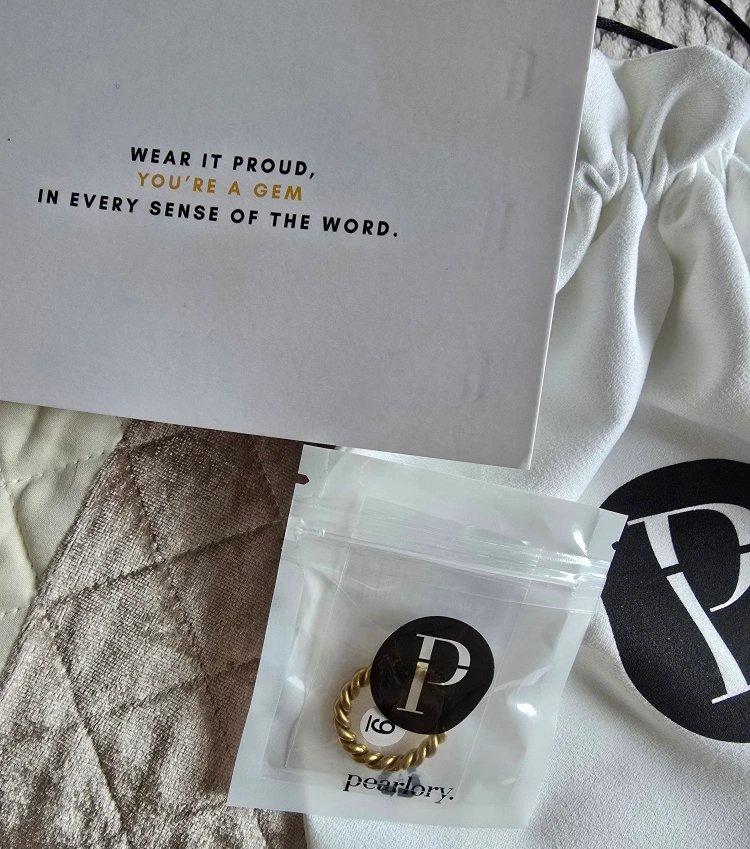 WEAR IT PROUD,
YOU'RE A GEM
IN EVERY SENSE OF THE WORD.
P
P
pearlory.